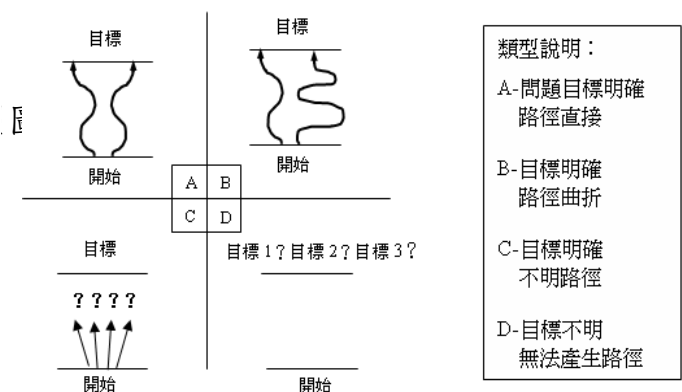 目標
目標
開始
開始
A B
C D
目標
目標1?目標2?目標3?
? ? ? ?
開始
開始
類型說明：
A-問題目標明確
路徑直接
B-目標明確
路徑曲折
C-目標明確
不明路徑
D-目標不明
無法產生路徑